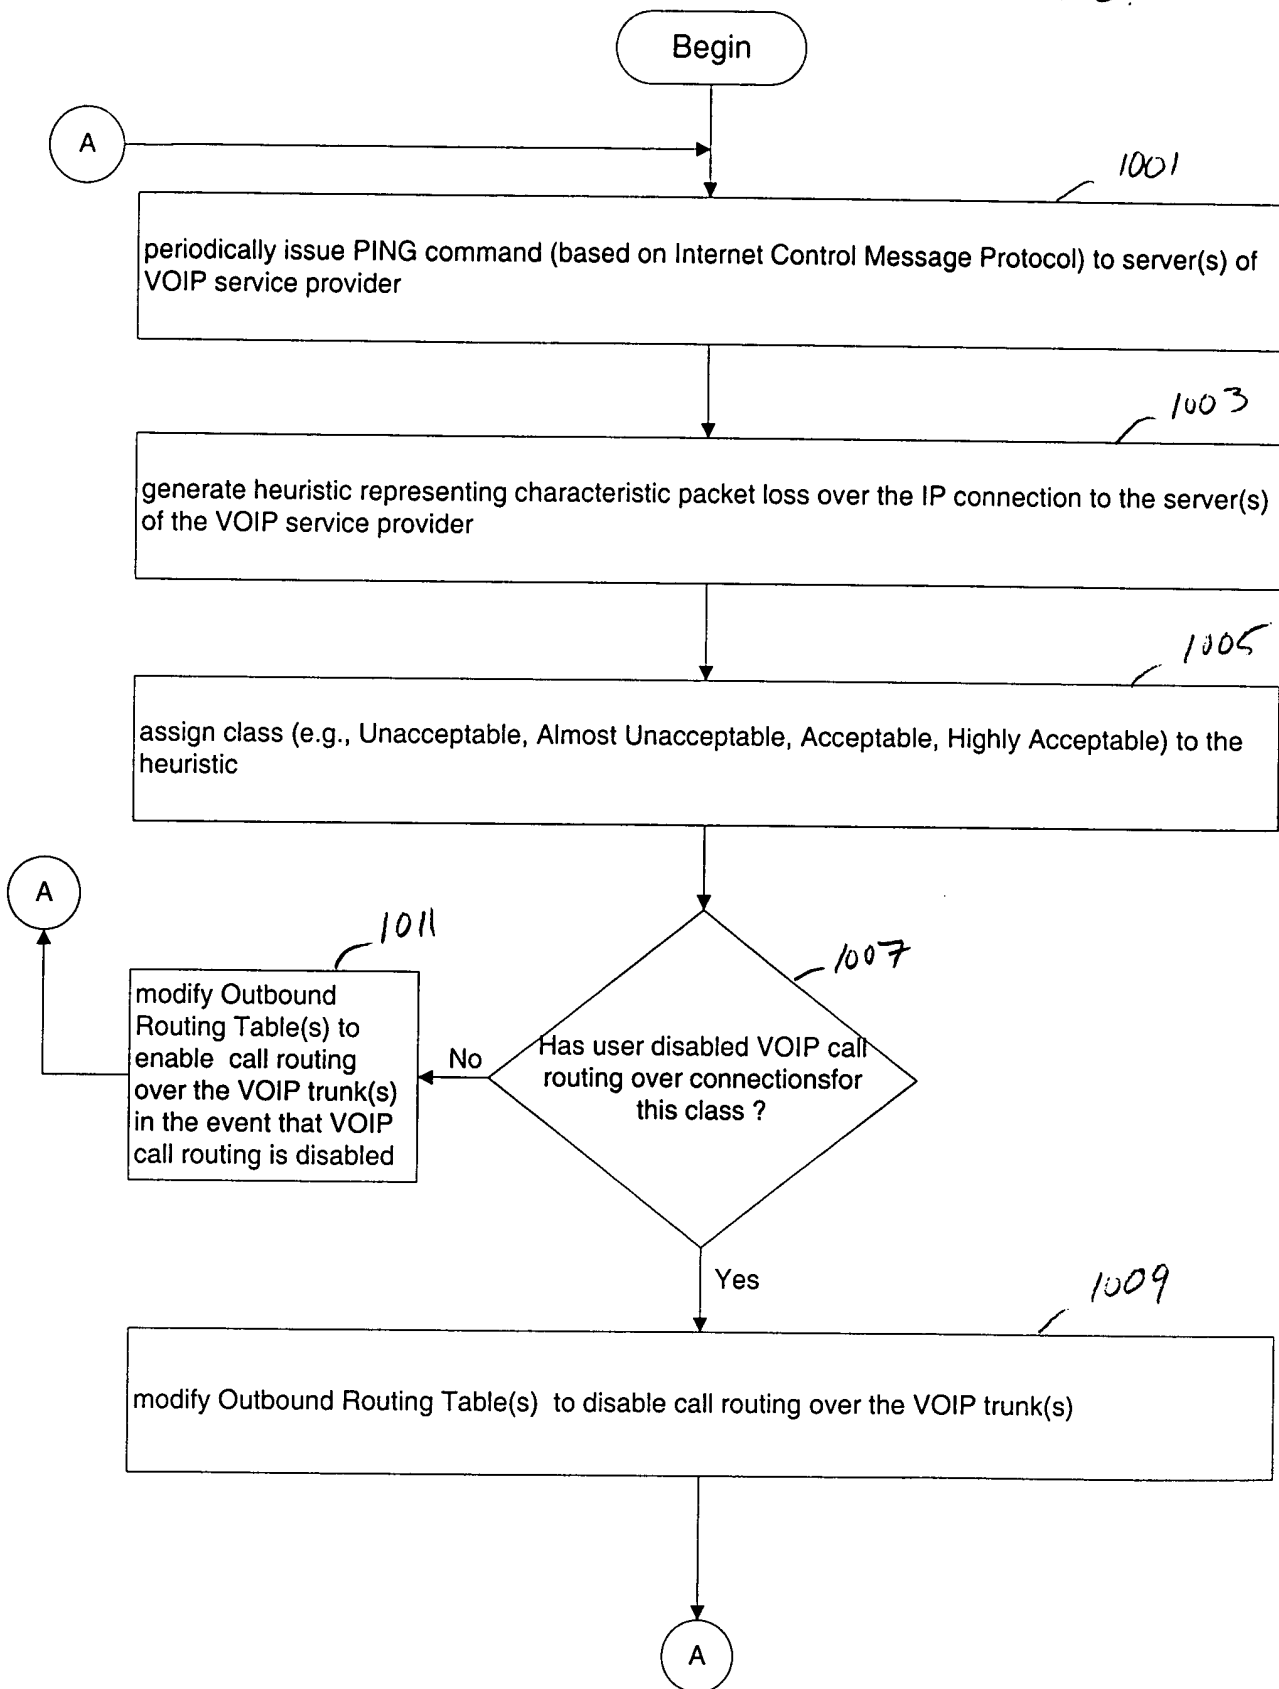 Begin
A
1001
periodically issue PING command (based on Internet Control Message Protocol) to server(s) of
VOIP service provider
1003
generate heuristic representing characteristic packet loss over the IP connection to the server(s)
of the VOIP service provider
1005
assign class (e.g., Unacceptable, Almost Unacceptable, Acceptable, Highly Acceptable) to the
heuristic
A
1011
modify Outbound
Routing Table(s) to
enable call routing
over the VOIP trunk(s)
in the event that VOIP
call routing is disabled
No
1007
Has user disabled VOIP call
routing over connectionsfor
this class ?
Yes
1009
modify Outbound Routing Table(s) to disable call routing over the VOIP trunk(s)
A